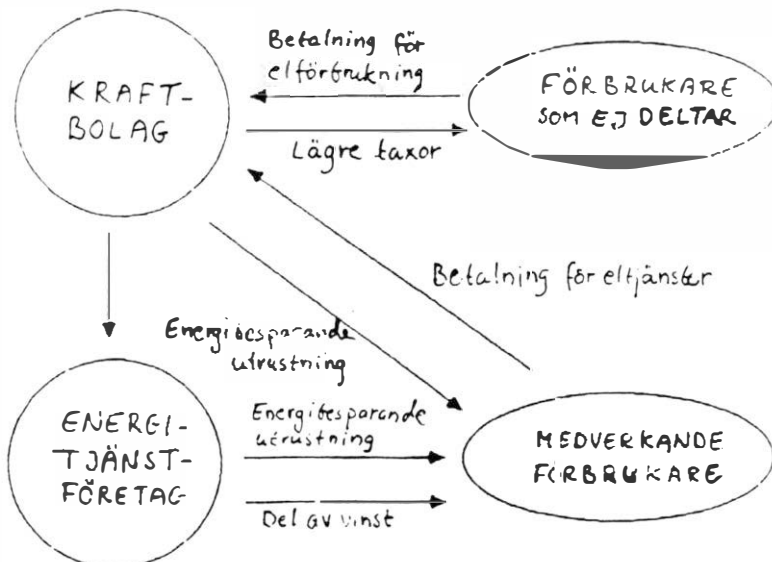 KRAFT-
BOLAG
Betalning för
elförbrukning
FÖRBRUKARE
SOM EJ DELTAR
Lägre taxor
Betalning för eltjänster
Energibesparande
utrustning
ENERGI-
TJÄNST-
FÖRETAG
Energibesparande
utrustning
Del av vinst
MEDVERKANDE
FÖRBRUKARE